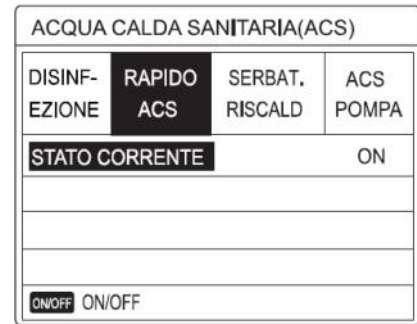 ACQUA CALDA SANITARIA(ACS)
DISINF-EZIONE RAPIDO ACS SERBAT. RISCALD ACS POMPA
STATO CORRENTE ON
ON/OFF ON/OFF